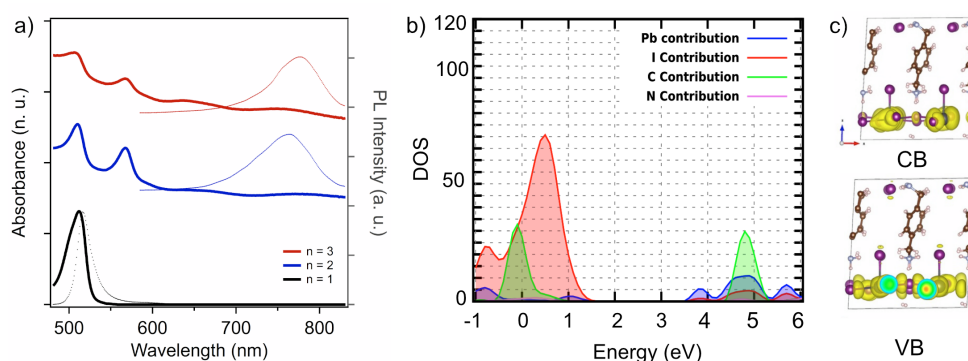 a)
Absorbance (n. u.)
n = 3
n = 2
n = 1
500 600 700 800
Wavelength (nm)
PL Intensity (a. u.)
b)
120
50
0
DOS
Pb contribution
I contribution
C Contribution
N Contribution
-1 0 1 2 3 4 5 6
Energy (eV)
c)
CB
VB